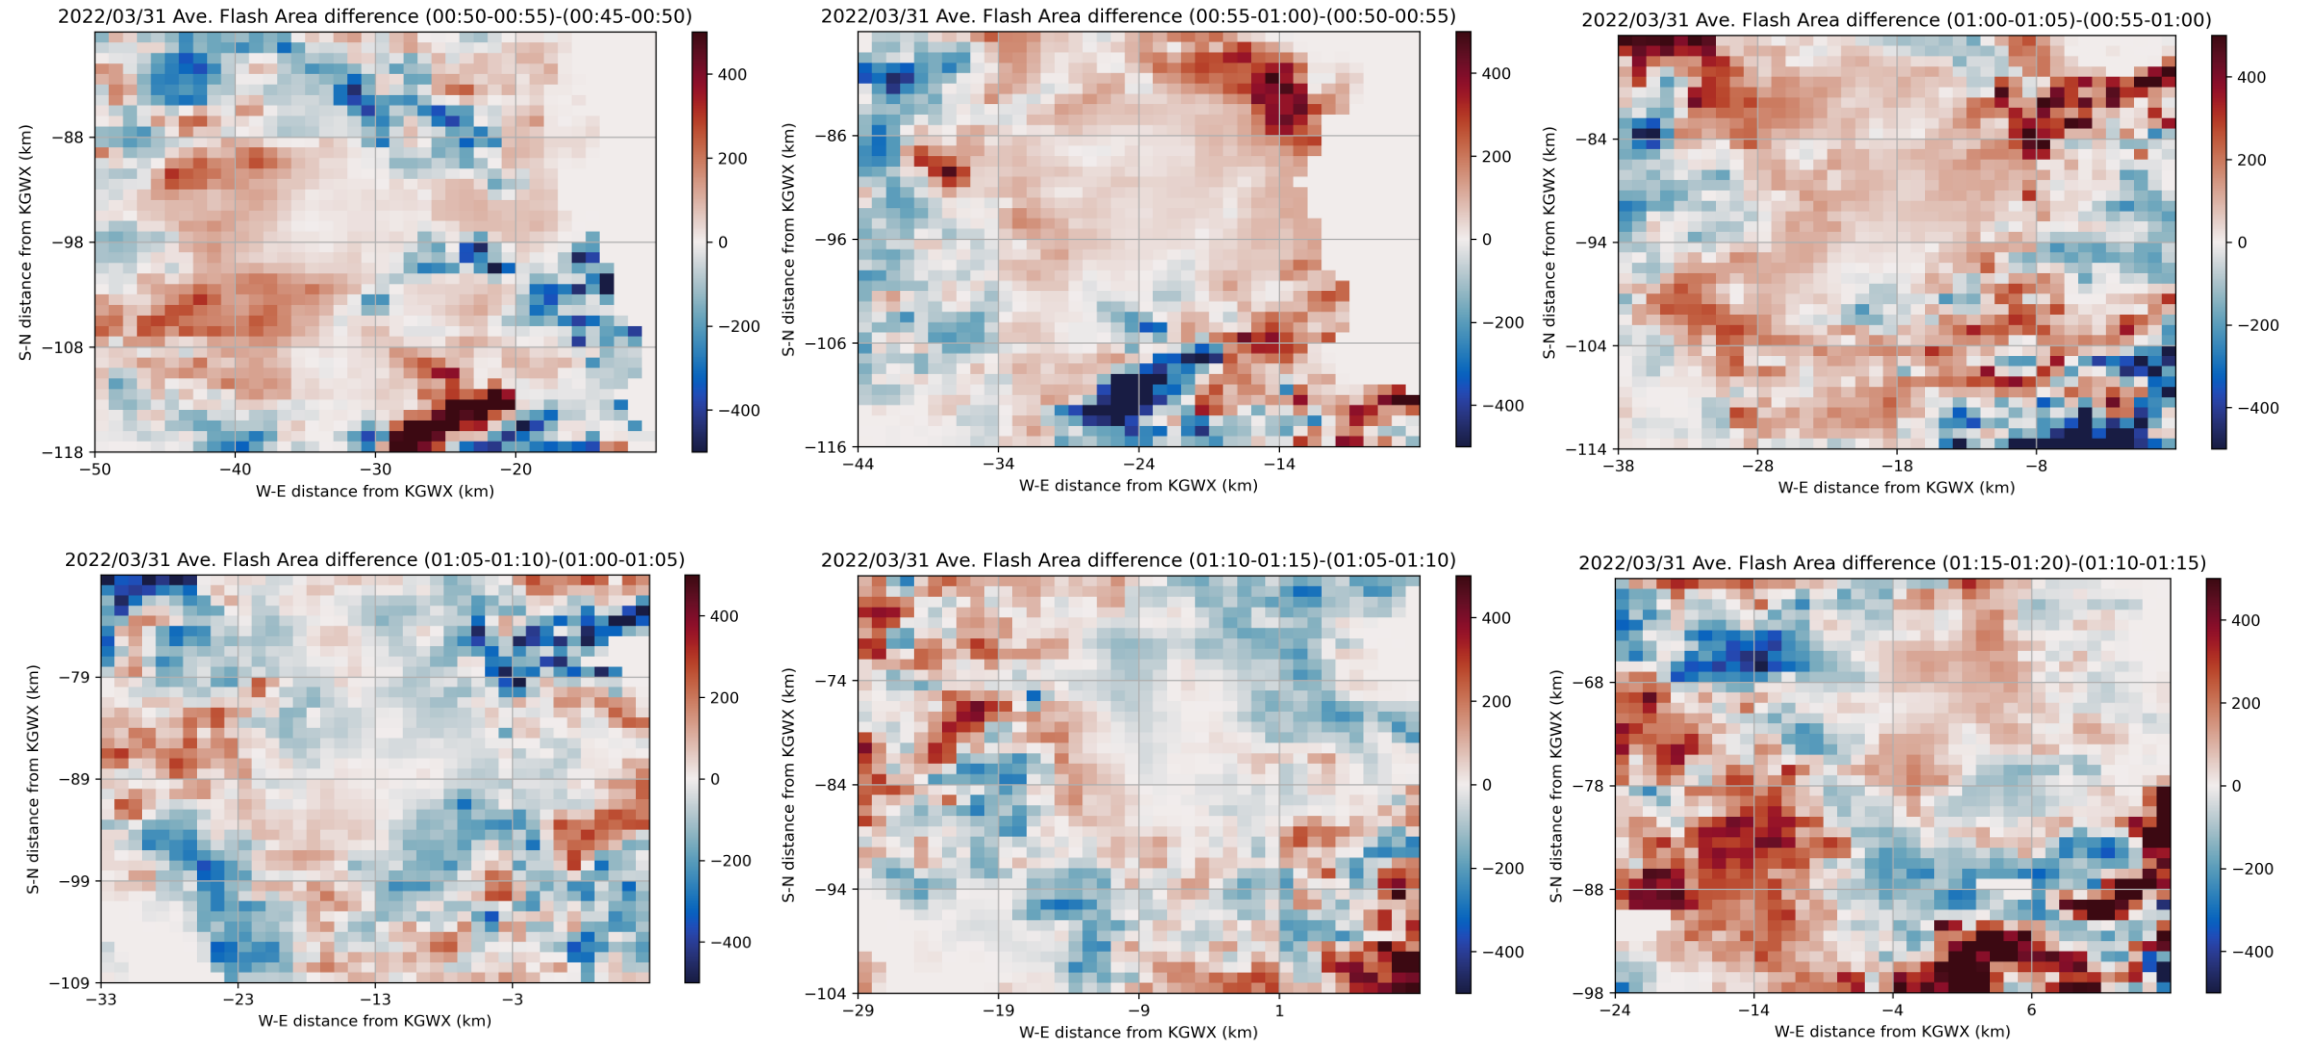 2022/03/31 Ave. Flash Area difference (00:50-00:55)-(00:45-00:50)
S-N distance from KGWX (km)
−88
−98
−108
−118
−50 −40 −30 −20
W-E distance from KGWX (km)
400
200
0
−200
−400
2022/03/31 Ave. Flash Area difference (00:55-01:00)-(00:50-00:55)
S-N distance from KGWX (km)
−86
−96
−106
−116
−44 −34 −24 −14
W-E distance from KGWX (km)
400
200
0
−200
−400
2022/03/31 Ave. Flash Area difference (01:00-01:05)-(00:55-01:00)
S-N distance from KGWX (km)
−84
−94
−104
−114
−38 −28 −18 −8
W-E distance from KGWX (km)
400
200
0
−200
−400
2022/03/31 Ave. Flash Area difference (01:05-01:10)-(01:00-01:05)
S-N distance from KGWX (km)
−79
−89
−99
−109
−33 −23 −13 −3
W-E distance from KGWX (km)
400
200
0
−200
−400
2022/03/31 Ave. Flash Area difference (01:10-01:15)-(01:05-01:10)
S-N distance from KGWX (km)
−74
−84
−94
−104
−29 −19 −9 1
W-E distance from KGWX (km)
400
200
0
−200
−400
2022/03/31 Ave. Flash Area difference (01:15-01:20)-(01:10-01:15)
S-N distance from KGWX (km)
−68
−78
−88
−98
−24 −14 −4 6
W-E distance from KGWX (km)
400
200
0
−200
−400